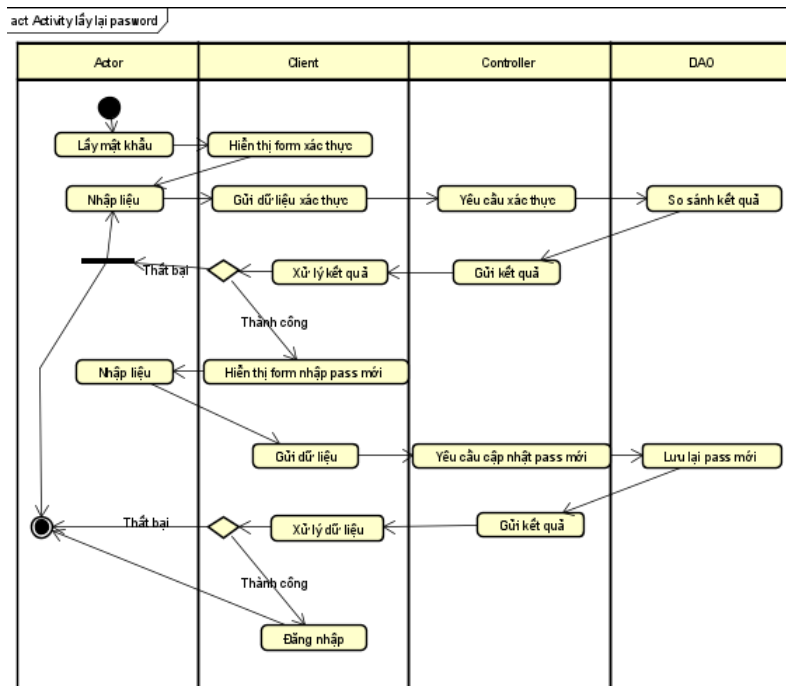 act Activity lấy lại pasword
Actor
Client
Controller
DAO
Lấy mật khẩu
Hiển thị form xác thực
Nhập liệu
Gửi dữ liệu xác thực
Yêu cầu xác thực
So sánh kết quả
Thất bại
Xử lý kết quả
Gửi kết quả
Thành công
Nhập liệu
Hiển thị form nhập pass mới
Gửi dữ liệu
Yêu cầu cập nhật pass mới
Lưu lại pass mới
Thất bại
Xử lý dữ liệu
Gửi kết quả
Thành công
Đăng nhập